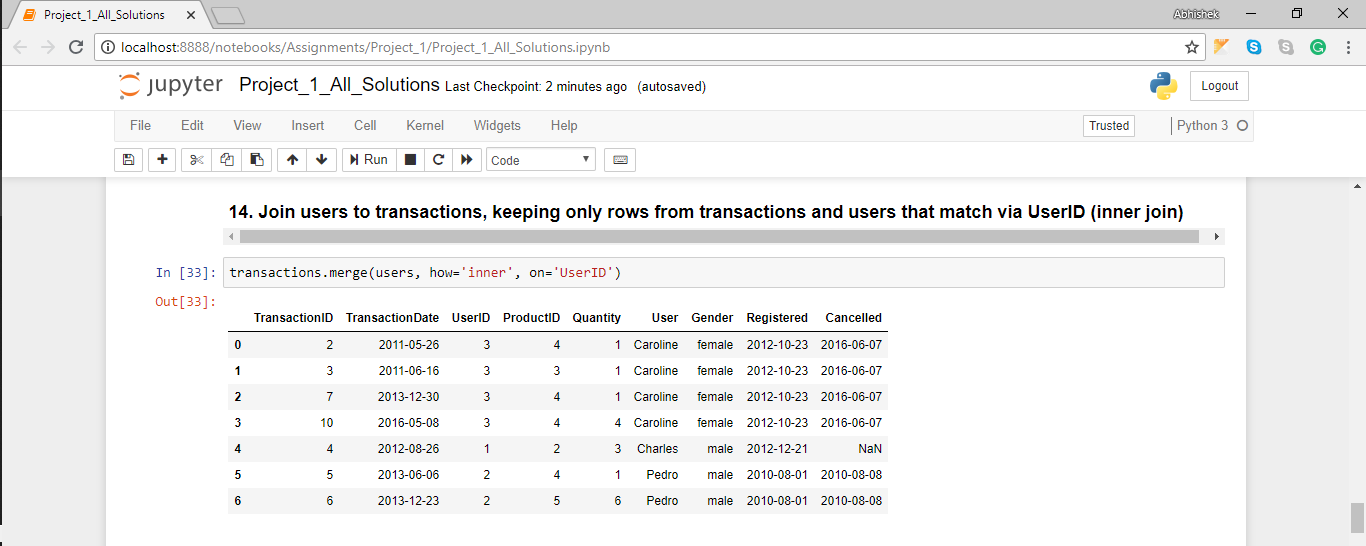 Project_1_All_Solutions
Abhishek
localhost:8888/notebooks/Assignments/Project_1/Project_1_All_Solutions.ipynb
jupyter Project_1_All_Solutions Last Checkpoint: 2 minutes ago (autosaved)
Logout
File Edit View Insert Cell Kernel Widgets Help
Trusted
Python 3
Run
Code
14. Join users to transactions, keeping only rows from transactions and users that match via UserID (inner join)
In [33]: transactions.merge(users, how='inner', on='UserID')
Out[33]:
TransactionID TransactionDate UserID ProductID Quantity User Gender Registered Cancelled
0 2 2011-05-26 3 4 1 Caroline female 2012-10-23 2016-06-07
1 3 2011-06-16 3 3 1 Caroline female 2012-10-23 2016-06-07
2 7 2013-12-30 3 4 1 Caroline female 2012-10-23 2016-06-07
3 10 2016-05-08 3 4 4 Caroline female 2012-10-23 2016-06-07
4 4 2012-08-26 1 2 3 Charles male 2012-12-21 NaN
5 5 2013-06-06 2 4 1 Pedro male 2010-08-01 2010-08-08
6 6 2013-12-23 2 5 6 Pedro male 2010-08-01 2010-08-08